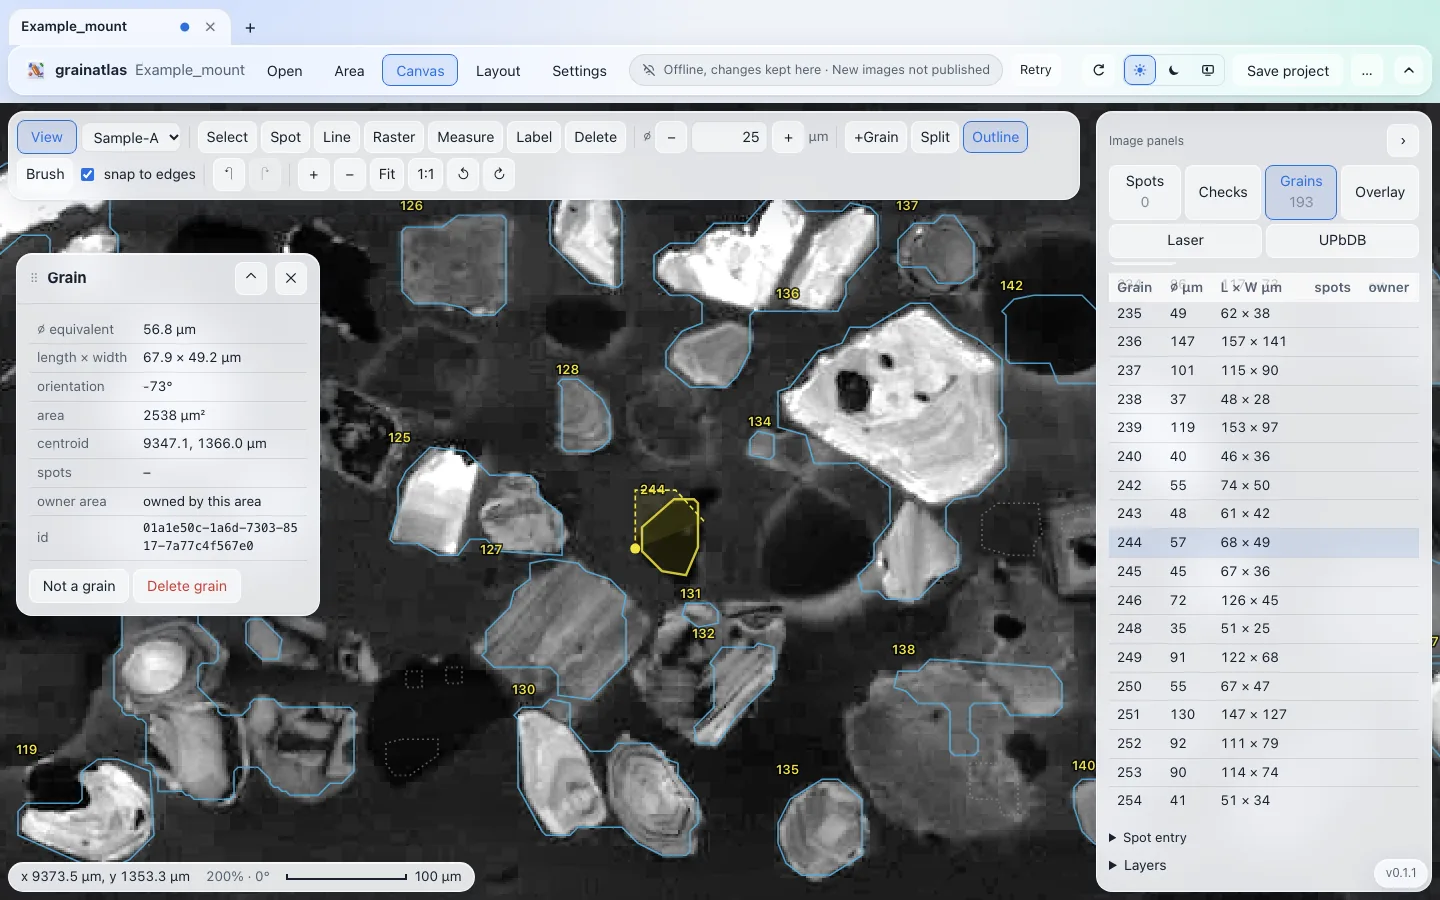 Example_mount
grainatlas Example_mount Open Area Canvas Layout Settings Offline, changes kept here · New images not published Retry Save project ...
View Sample-A Select Spot Line Raster Measure Label Delete ⌀ − 25 + µm +Grain Split Outline
Brush snap to edges + − Fit 1:1
Image panels
Spots 0 Checks Grains 193 Overlay
Laser UPbDB
Grain ⌀ µm L × W µm spots owner
235 49 62 × 38
236 147 157 × 141
237 101 115 × 90
238 37 48 × 28
239 119 153 × 97
240 40 46 × 36
242 55 74 × 50
243 48 61 × 42
244 57 68 × 49
245 45 67 × 36
246 72 126 × 45
248 35 51 × 25
249 91 122 × 68
250 55 67 × 47
251 130 147 × 127
252 92 111 × 79
253 90 114 × 74
254 41 51 × 34
Spot entry
Layers
v0.1.1
Grain
⌀ equivalent 56.8 µm
length × width 67.9 × 49.2 µm
orientation -73°
area 2538 µm²
centroid 9347.1, 1366.0 µm
spots –
owner area owned by this area
id 01a1e50c-1a6d-7303-85
17-7a77c4f567e0
Not a grain Delete grain
126
137
142
136
128
134
125
244
127
131
132
138
130
119
135
140
x 9373.5 µm, y 1353.3 µm 200% · 0° 100 µm